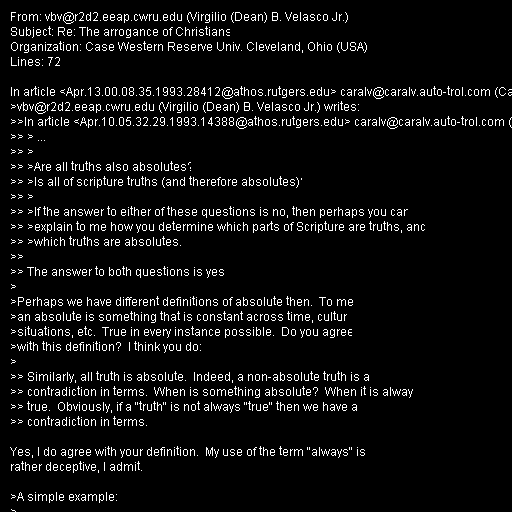 From: vbv@r2d2.eeap.cwru.edu (Virgilio (Dean) B. Velasco Jr.)
Subject: Re: The arrogance of Christians
Organization: Case Western Reserve Univ. Cleveland, Ohio (USA)
Lines: 72

In article <Apr.13.00.08.35.1993.28412@athos.rutgers.edu> caralv@caralv.auto-trol.com (Ca
>vbv@r2d2.eeap.cwru.edu (Virgilio (Dean) B. Velasco Jr.) writes:
>>In article <Apr.10.05.32.29.1993.14388@athos.rutgers.edu> caralv@caralv.auto-trol.com (
>> > ...
>> >
>> >Are all truths also absolutes?
>> >Is all of scripture truths (and therefore absolutes)'
>> >
>> >If the answer to either of these questions is no, then perhaps you car
>> >explain to me how you determine which parts of Scripture are truths, and
>> >which truths are absolutes.
>>
>> The answer to both questions is yes
>
>Perhaps we have different definitions of absolute then.  To me
>an absolute is something that is constant across time, cultur
>situations, etc.  True in every instance possible.  Do you agree
>with this definition?  I think you do:
>
>> Similarly, all truth is absolute.  Indeed, a non-absolute truth is a
>> contradiction in terms.  When is something absolute?  When it is alway
>> true.  Obviously, if a "truth" is not always "true" then we have a
>> contradiction in terms.

Yes, I do agree with your definition.  My use of the term "always" is
rather deceptive, I admit.

>A simple example:
>